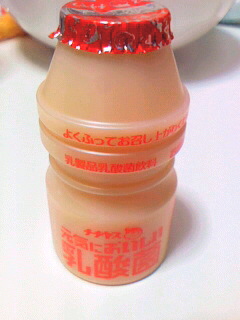 よくふってお召し上がりく
乳製品乳酸菌飲料
チチヤス
元気においしい
乳酸菌